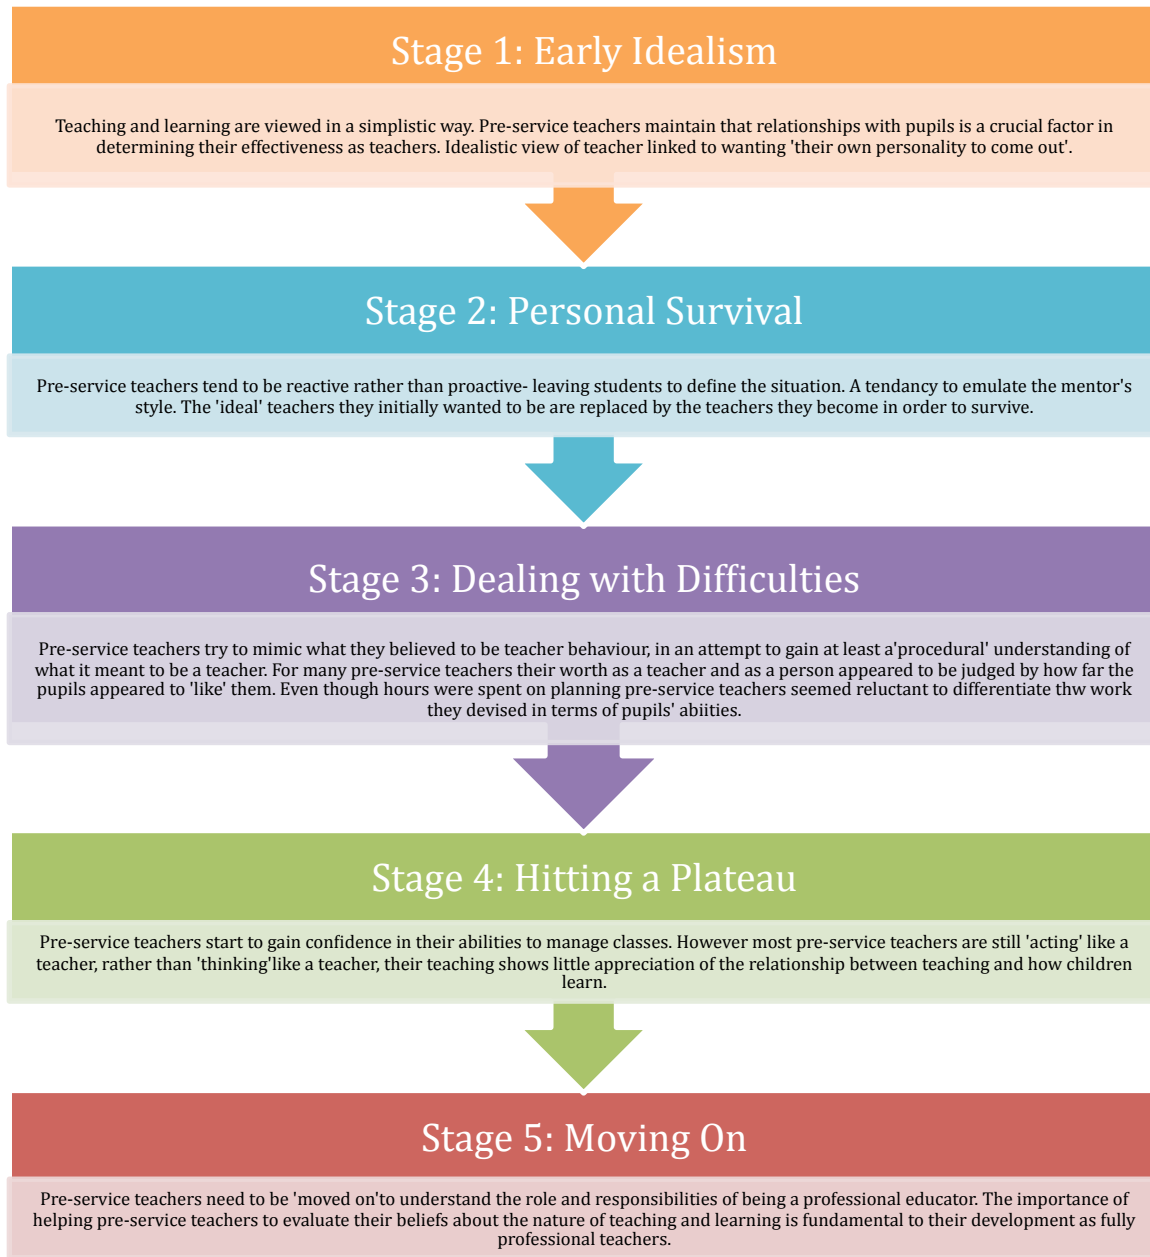 Stage 1: Early Idealism
Teaching and learning are viewed in a simplistic way. Pre-service teachers maintain that relationships with pupils is a crucial factor in
determining their effectiveness as teachers. Idealistic view of teacher linked to wanting 'their own personality to come out'.
Stage 2: Personal Survival
Pre-service teachers tend to be reactive rather than proactive- leaving students to define the situation. A tendancy to emulate the mentor's
style. The 'ideal' teachers they initially wanted to be are replaced by the teachers they become in order to survive.
Stage 3: Dealing with Difficulties
Pre-service teachers try to mimic what they believed to be teacher behaviour, in an attempt to gain at least a'procedural' understanding of
what it meant to be a teacher. For many pre-service teachers their worth as a teacher and as a person appeared to be judged by how far the
pupils appeared to 'like' them. Even though hours were spent on planning pre-service teachers seemed reluctant to differentiate thw work
they devised in terms of pupils' abiities.
Stage 4: Hitting a Plateau
Pre-service teachers start to gain confidence in their abilities to manage classes. However most pre-service teachers are still 'acting' like a
teacher, rather than 'thinking'like a teacher, their teaching shows little appreciation of the relationship between teaching and how children
learn.
Stage 5: Moving On
Pre-service teachers need to be 'moved on'to understand the role and responsibilities of being a professional educator. The importance of
helping pre-service teachers to evaluate their beliefs about the nature of teaching and learning is fundamental to their development as fully
professional teachers.